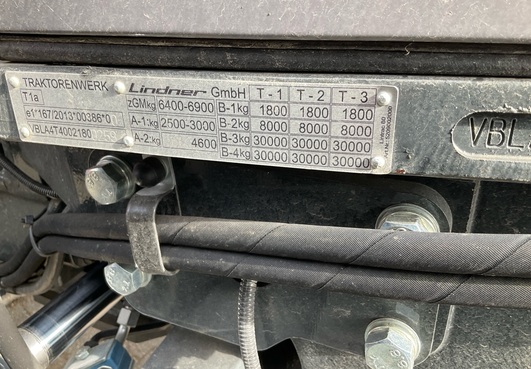 TRAKTORENWERK Lindner GmbH T-1 T-2 T-3
T1a zGMkg 6400-6900 B-1kg 1800 1800 1800
e1*167/2013*00386*0 A-1:kg 2500-3000 B-2kg 8000 8000 8000
VBLA4T4002180 A-2:kg 4600 B-3kg 30000 30000 30000
B-4kg 30000 30000 30000
VBL